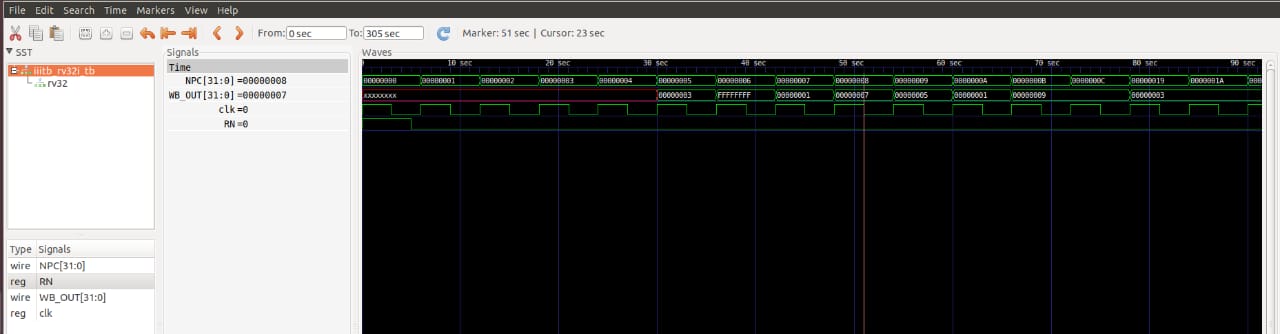 File Edit Search Time Markers View Help
From: 0 sec To: 305 sec Marker: 51 sec | Cursor: 23 sec
SST
iiitb_rv32i_tb
rv32
Type Signals
wire NPC[31:0]
reg RN
wire WB_OUT[31:0]
reg clk
Signals
Time
NPC[31:0] =00000008
WB_OUT[31:0] =00000007
clk =0
RN =0
Waves
10 sec 20 sec 30 sec 40 sec 50 sec 60 sec 70 sec 80 sec 90 sec
00000000 00000001 00000002 00000003 00000004 00000005 00000006 00000007 00000008 00000009 0000000A 0000000B 0000000C 00000019 0000001A 0000
xxxxxxxx 00000003 FFFFFFFF 00000001 00000007 00000005 00000001 00000009 00000003